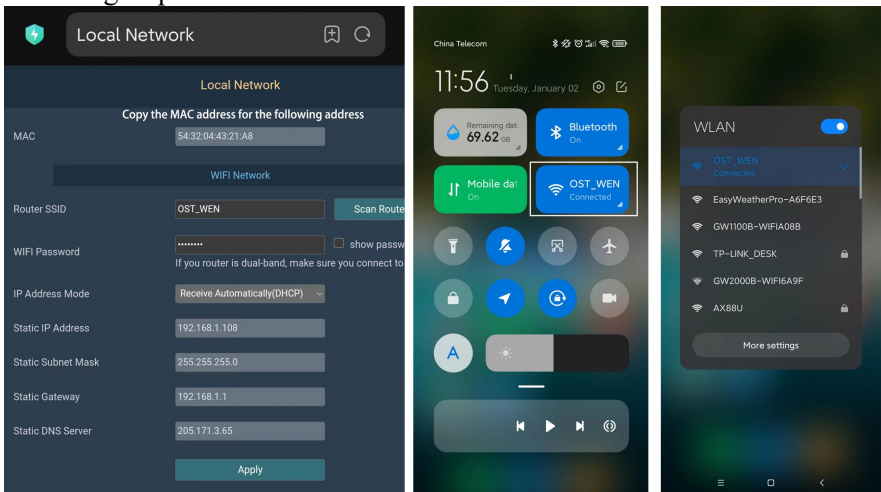 Local Network
Local Network
Copy the MAC address for the following address
MAC
54:32:04:43:21:A8
WIFI Network
Router SSID
OST_WEN
Scan Route
WIFI Password
••••••••
show passw
If you router is dual-band, make sure you connect to
IP Address Mode
Receive Automatically(DHCP)
Static IP Address
192.168.1.108
Static Subnet Mask
255.255.255.0
Static Gateway
192.168.1.1
Static DNS Server
205.171.3.65
Apply
China Telecom
11:56 Tuesday, January 02
Remaining dat
69.62 GB
Bluetooth
On
Mobile dat
On
OST_WEN
Connected
A
WLAN
OST_WEN
Connected
EasyWeatherPro-A6F6E3
GW1100B-WIFIA08B
TP-LINK_DESK
GW2000B-WIFI6A9F
AX88U
More settings